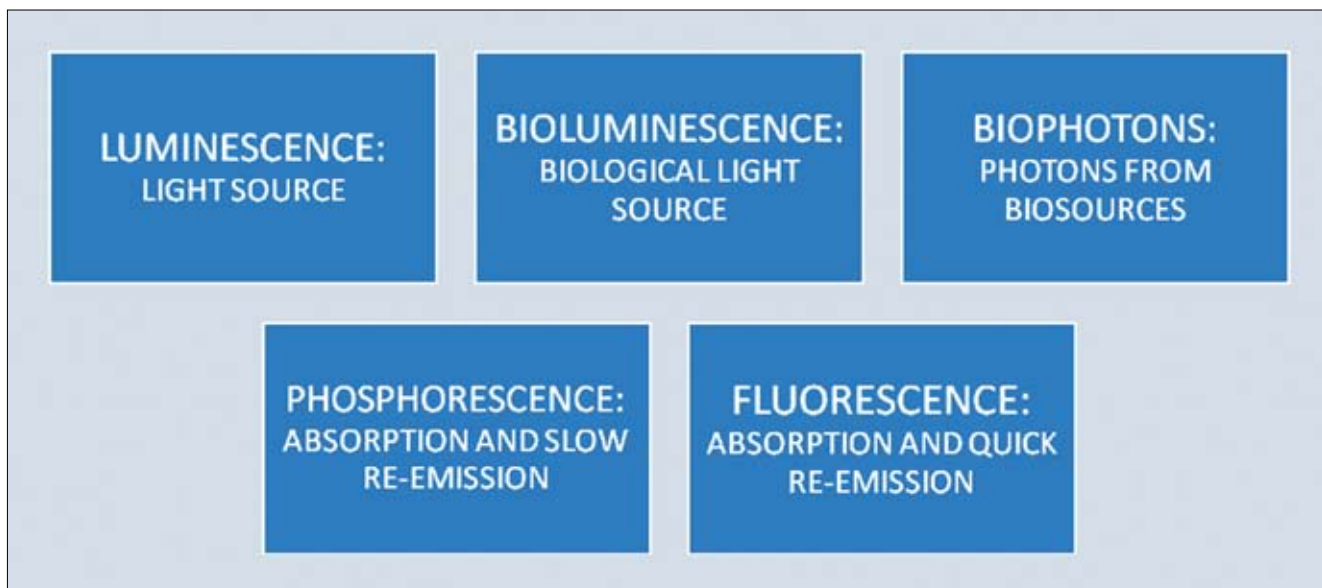 LUMINESCENCE:
LIGHT SOURCE
BIOLUMINESCENCE:
BIOLOGICAL LIGHT
SOURCE
BIOPHOTONS:
PHOTONS FROM
BIOSOURCES
PHOSPHORESCENCE:
ABSORPTION AND SLOW
RE-EMISSION
FLUORESCENCE:
ABSORPTION AND QUICK
RE-EMISSION